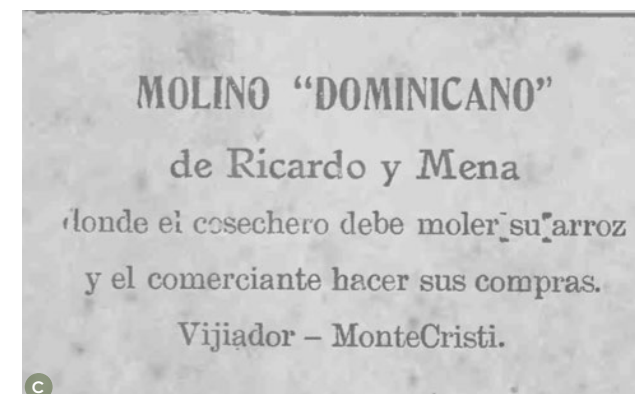 MOLINO “DOMINICANO”
de Ricardo y Mena
donde el cosechero debe moler su arroz
y el comerciante hacer sus compras.
Vijiador – MonteCristi.
C